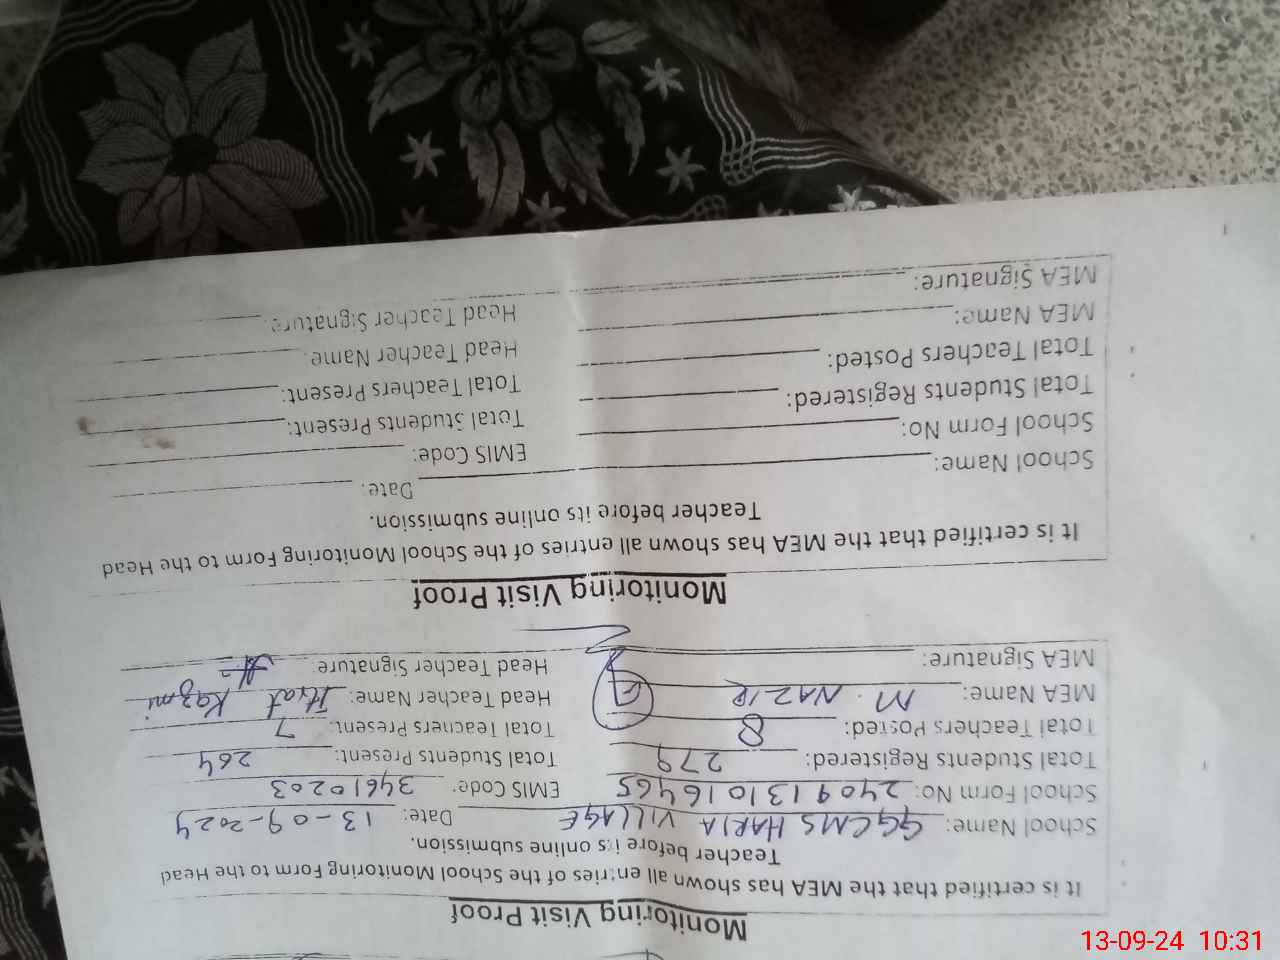 Monitoring Visit Proof
It is certified that the MEA has shown all entries of the School Monitoring Form to the Head
Teacher before its online submission.
School Name: GGCMS HARIA VILLAGE Date: 13-09-2024
School Form No: 2409131016465 EMIS Code: 34610203
Total Students Registered: 279 Total Students Present: 264
Total Teachers Posted: 8 Total Teachers Present: 7
MEA Name: M. NAZIR Head Teacher Name: Kazmi
MEA Signature: Head Teacher Signature:
Monitoring Visit Proof
It is certified that the MEA has shown all entries of the School Monitoring Form to the Head
Teacher before its online submission.
School Name: Date:
School Form No: EMIS Code:
Total Students Registered: Total Students Present:
Total Teachers Posted: Total Teachers Present:
MEA Name: Head Teacher Name:
MEA Signature: Head Teacher Signature:
13-09-24 10:31